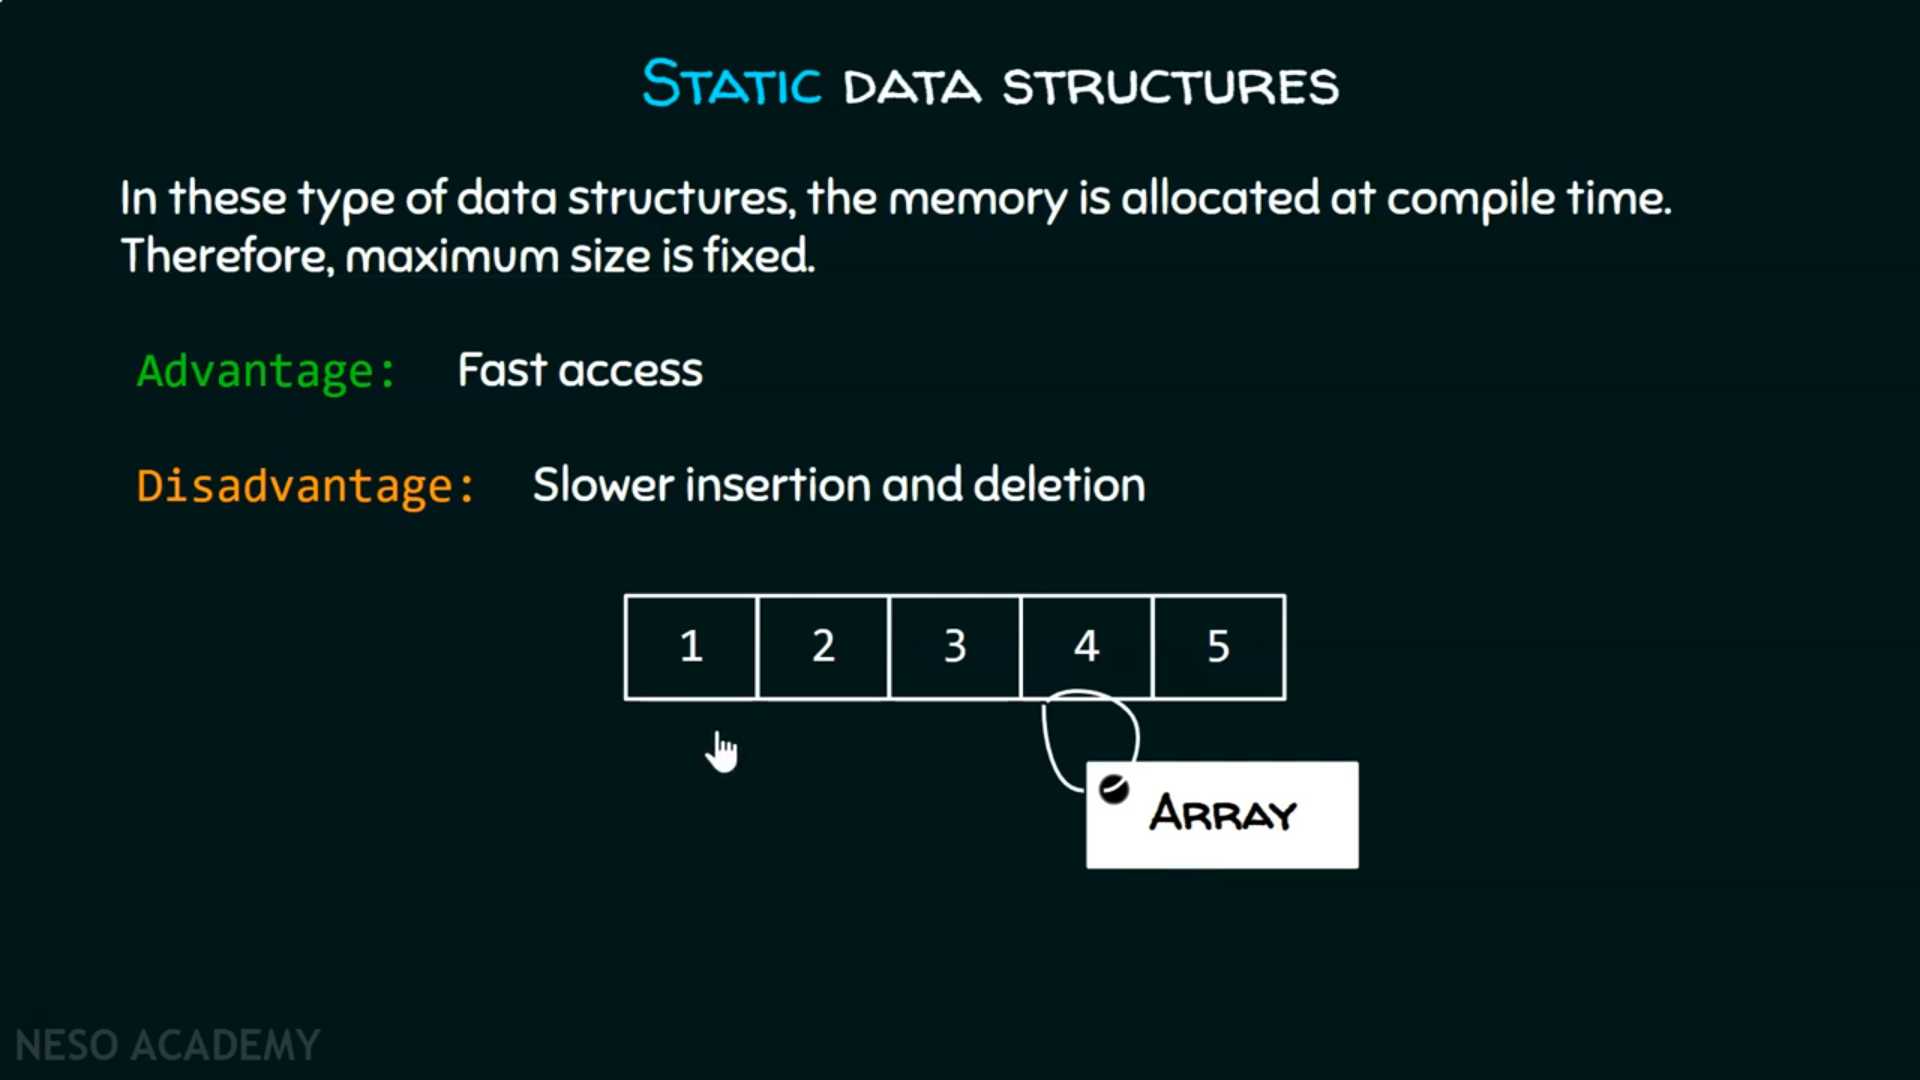 STATIC DATA STRUCTURES
In these type of data structures, the memory is allocated at compile time.
Therefore, maximum size is fixed.
Advantage: Fast access
Disadvantage: Slower insertion and deletion
1 2 3 4 5
ARRAY
NESO ACADEMY